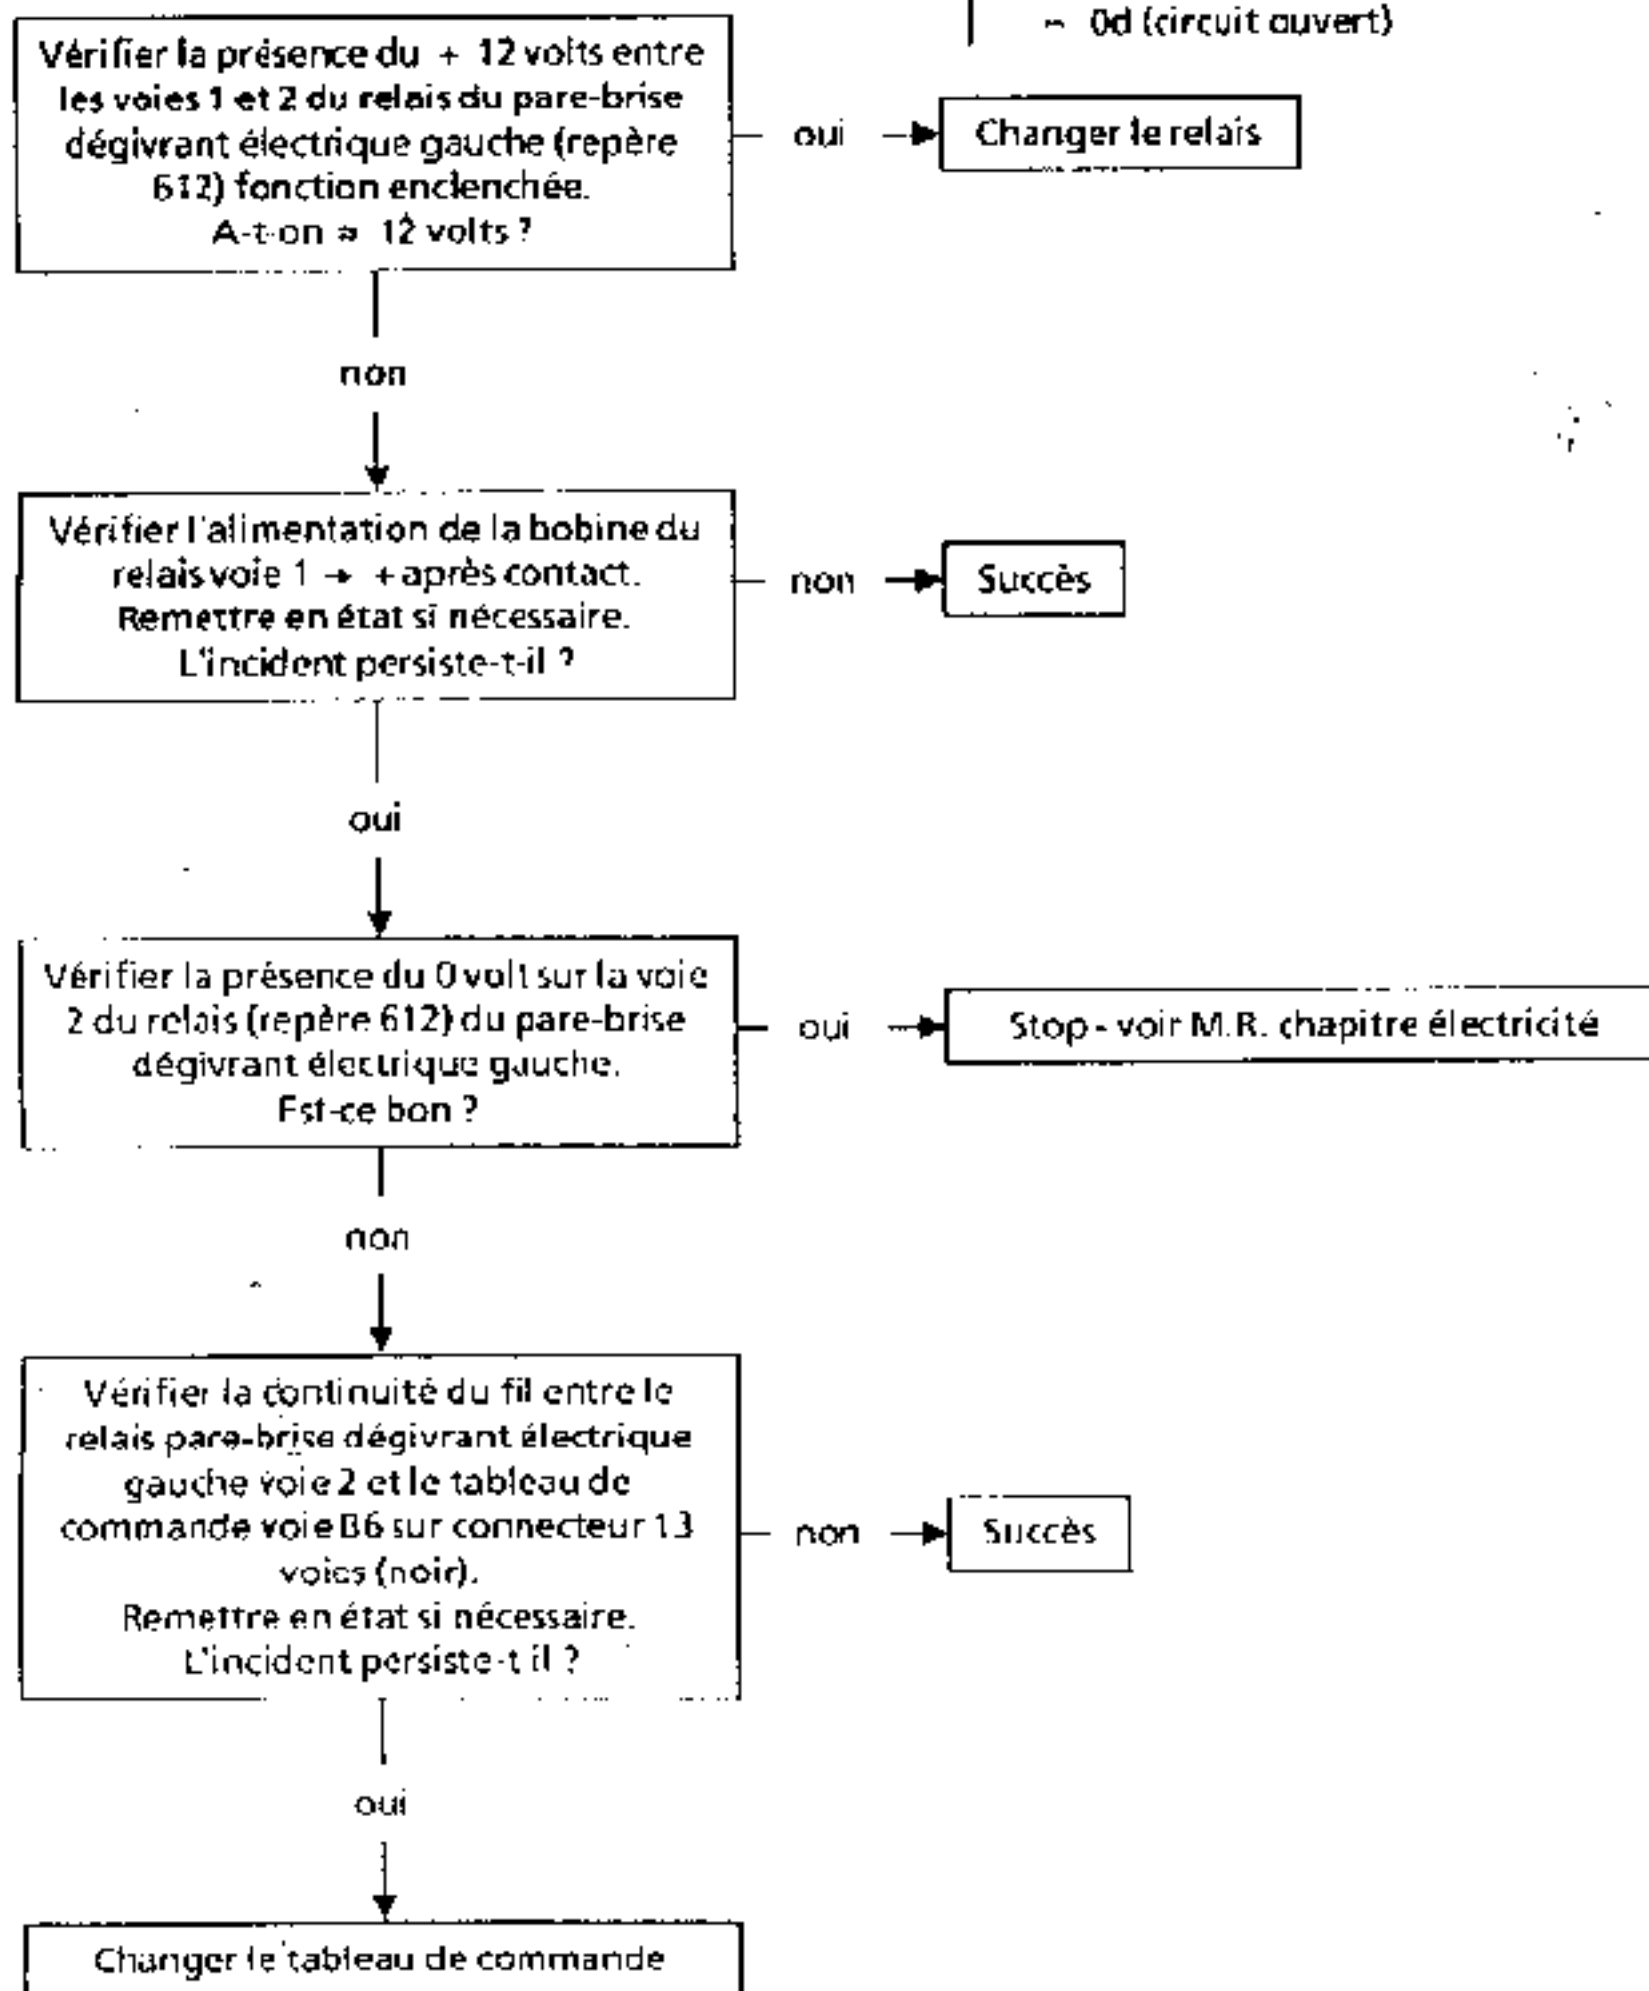 ~ 0d (circuit ouvert)
Vérifier la présence du + 12 volts entre
les voies 1 et 2 du relais du pare-brise
dégivrant électrique gauche (repère
612) fonction enclenchée.
A-t-on ≈ 12 volts ?
oui
Changer le relais
non
Vérifier l'alimentation de la bobine du
relais voie 1 → + après contact.
Remettre en état si nécessaire.
L'incident persiste-t-il ?
non
Succès
oui
Vérifier la présence du 0 volt sur la voie
2 du relais (repère 612) du pare-brise
dégivrant électrique gauche.
Est-ce bon ?
oui
Stop - voir M.R. chapitre électricité
non
Vérifier la continuité du fil entre le
relais pare-brise dégivrant électrique
gauche voie 2 et le tableau de
commande voie B6 sur connecteur 13
voies (noir).
Remettre en état si nécessaire.
L'incident persiste-t il ?
non
Succès
oui
Changer le tableau de commande